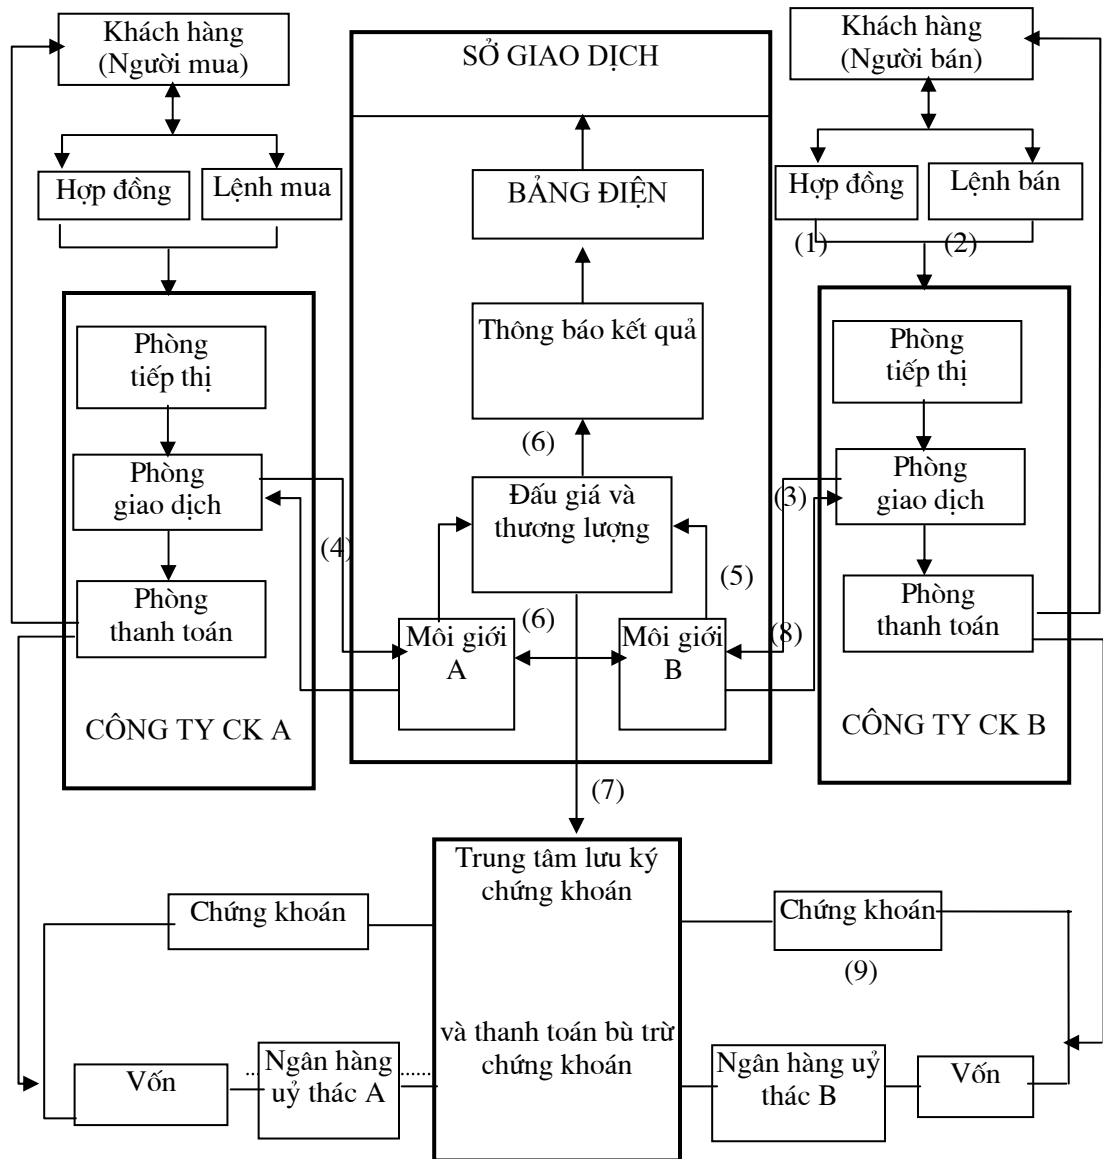 Khách hàng
(Người mua)
SỞ GIAO DỊCH
Khách hàng
(Người bán)
Hợp đồng
Lệnh mua
BẢNG ĐIỆN
Hợp đồng
Lệnh bán
(1)
(2)
Phòng
tiếp thị
Thông báo kết quả
Phòng
tiếp thị
(6)
Phòng
giao dịch
Đấu giá và
thương lượng
(3)
Phòng
giao dịch
(4)
(5)
Phòng
thanh toán
(6)
Môi giới
A
Môi giới
B
(8)
Phòng
thanh toán
CÔNG TY CK A
CÔNG TY CK B
(7)
Trung tâm lưu ký
chứng khoán
Chứng khoán
Chứng khoán
(9)
và thanh toán bù trừ
chứng khoán
Vốn
Ngân hàng
uỷ thác A
Ngân hàng uỷ
thác B
Vốn